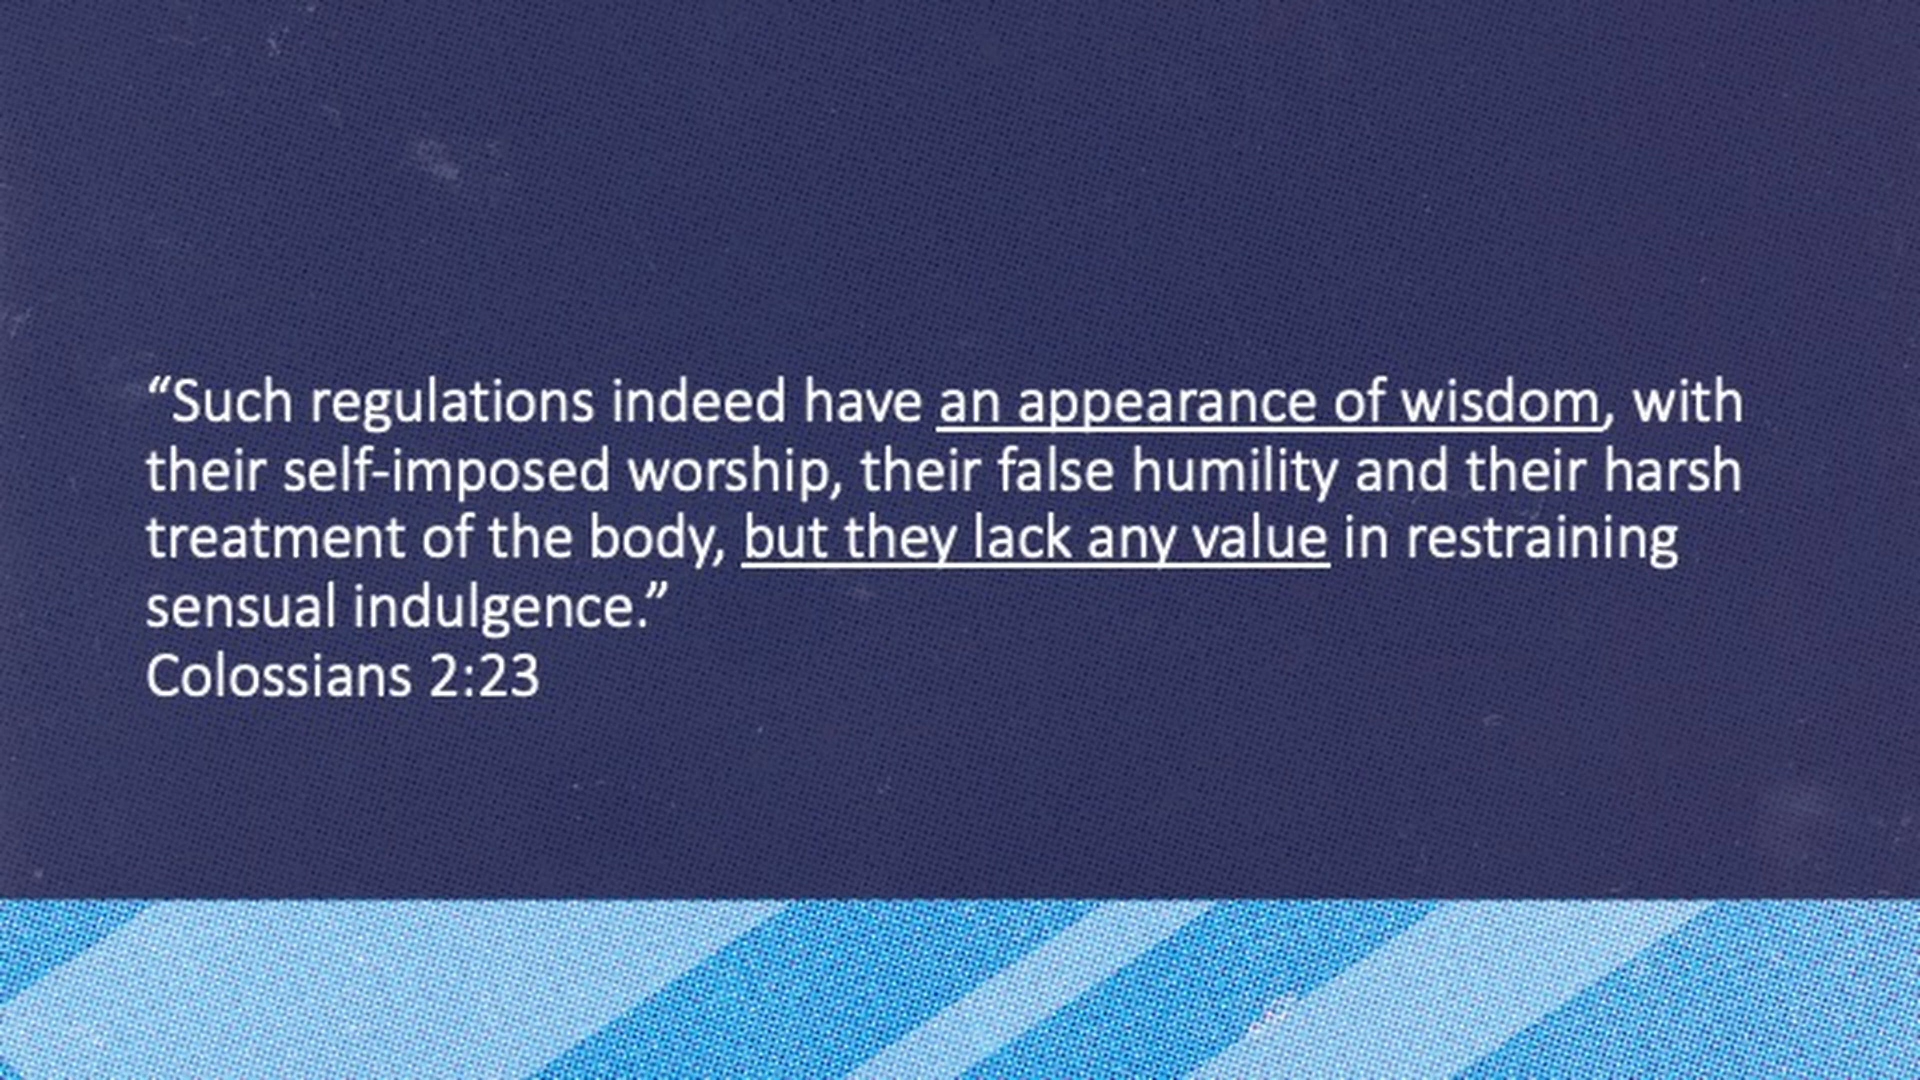 “Such regulations indeed have an appearance of wisdom, with
their self-imposed worship, their false humility and their harsh
treatment of the body, but they lack any value in restraining
sensual indulgence.”
Colossians 2:23